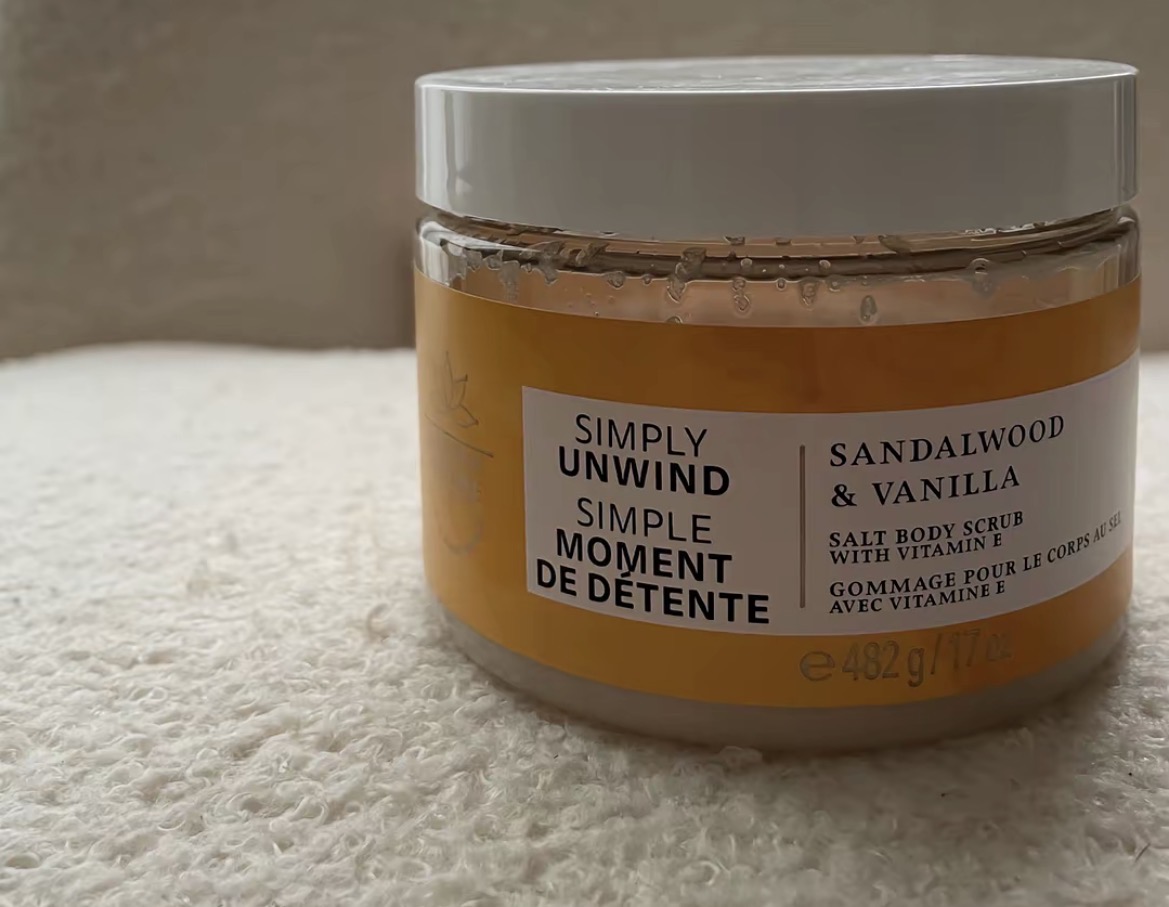 SIMPLY
UNWIND
SIMPLE
MOMENT
DE DÉTENTE
SANDALWOOD
& VANILLA
SALT BODY SCRUB
WITH VITAMIN E
GOMMAGE POUR LE CORPS AU SEL
AVEC VITAMINE E
℮ 482 g / 17 oz